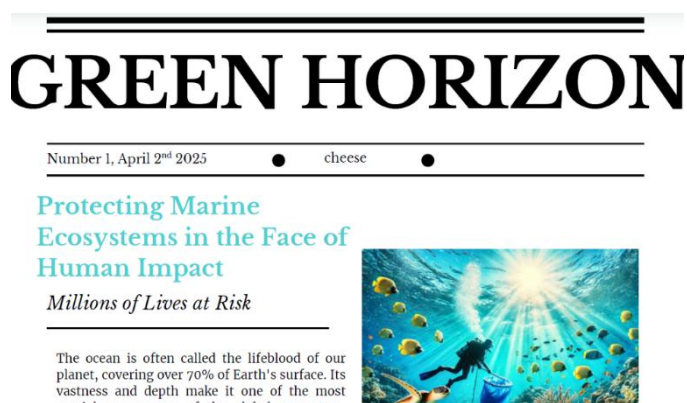 GREEN HORIZON
Number 1, April 2nd 2025 ● cheese ●
Protecting Marine
Ecosystems in the Face of
Human Impact
Millions of Lives at Risk
The ocean is often called the lifeblood of our
planet, covering over 70% of Earth's surface. Its
vastness and depth make it one of the most